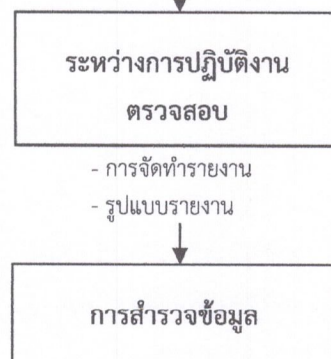 ระหว่างการปฏิบัติงาน
ตรวจสอบ
- การจัดทำรายงาน
- รูปแบบรายงาน
การสำรวจข้อมูล